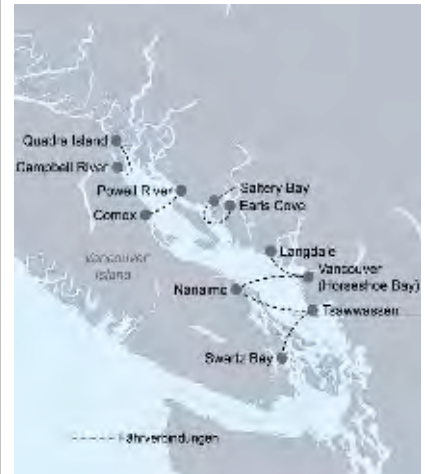 Quadra Island
Campbell River
Powell River
Saltery Bay
Earls Cove
Comox
Vancouver
Island
Langdale
Vancouver
(Horseshoe Bay)
Nanaimo
Tsawwassen
Swartz Bay
Fährverbindungen